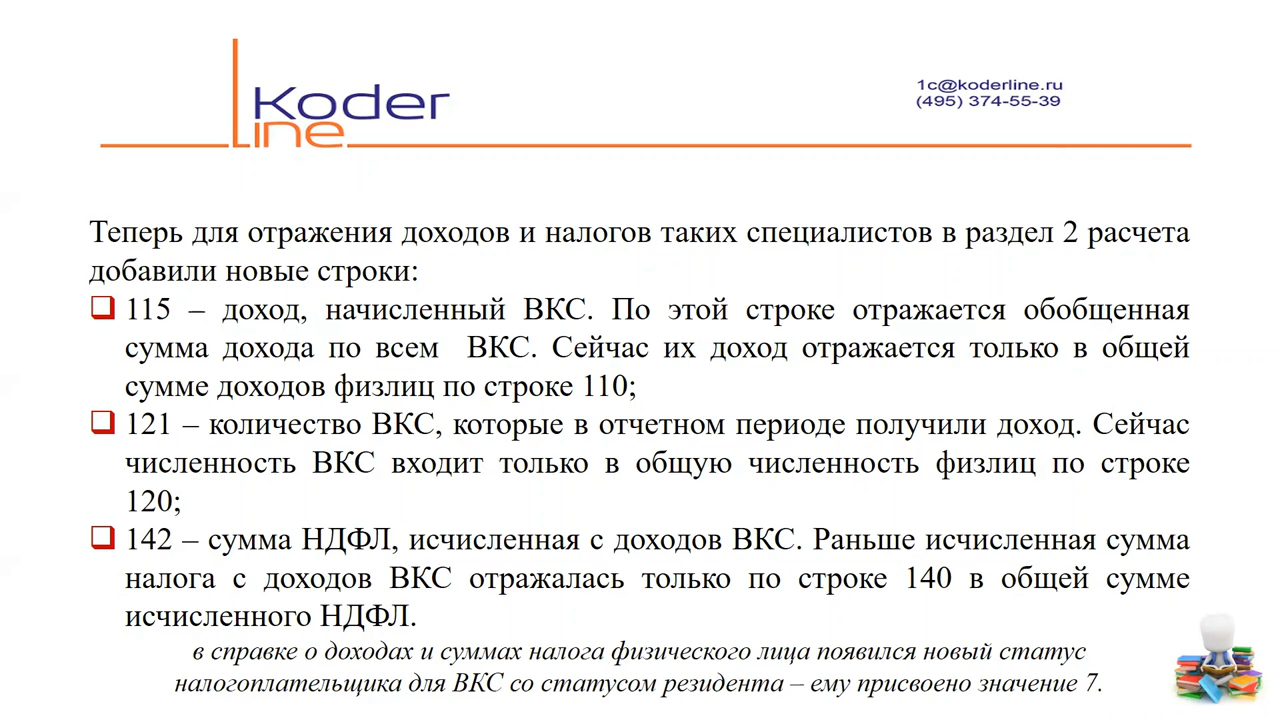 Koder
line
1c@koderline.ru
(495) 374-55-39
Теперь для отражения доходов и налогов таких специалистов в раздел 2 расчета
добавили новые строки:
115 – доход, начисленный ВКС. По этой строке отражается обобщенная
сумма дохода по всем ВКС. Сейчас их доход отражается только в общей
сумме доходов физлиц по строке 110;
121 – количество ВКС, которые в отчетном периоде получили доход. Сейчас
численность ВКС входит только в общую численность физлиц по строке
120;
142 – сумма НДФЛ, исчисленная с доходов ВКС. Раньше исчисленная сумма
налога с доходов ВКС отражалась только по строке 140 в общей сумме
исчисленного НДФЛ.
в справке о доходах и суммах налога физического лица появился новый статус
налогоплательщика для ВКС со статусом резидента – ему присвоено значение 7.